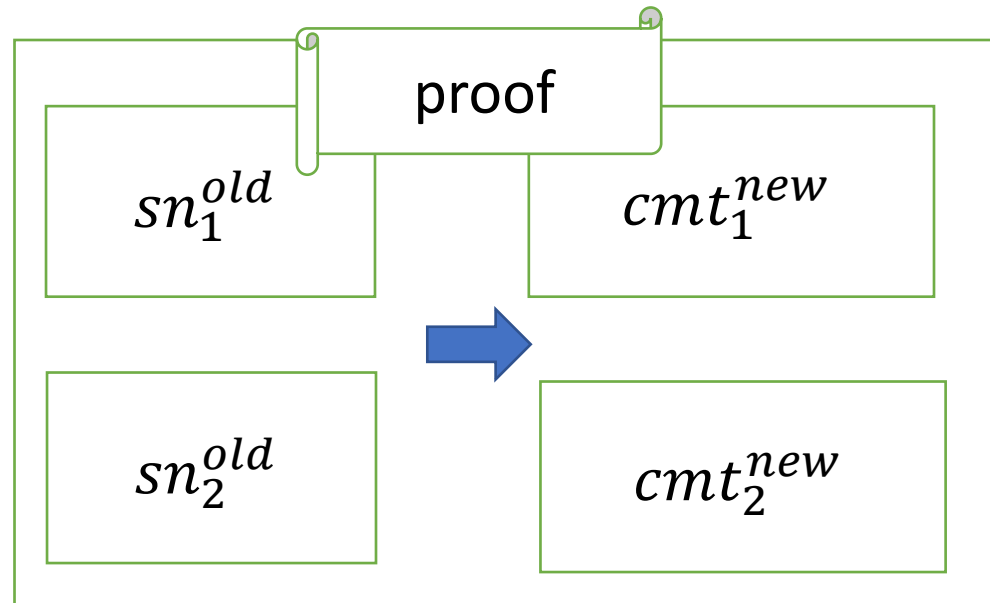 proof
$sn_1^{old}$
$cmt_1^{new}$
$sn_2^{old}$
$cmt_2^{new}$